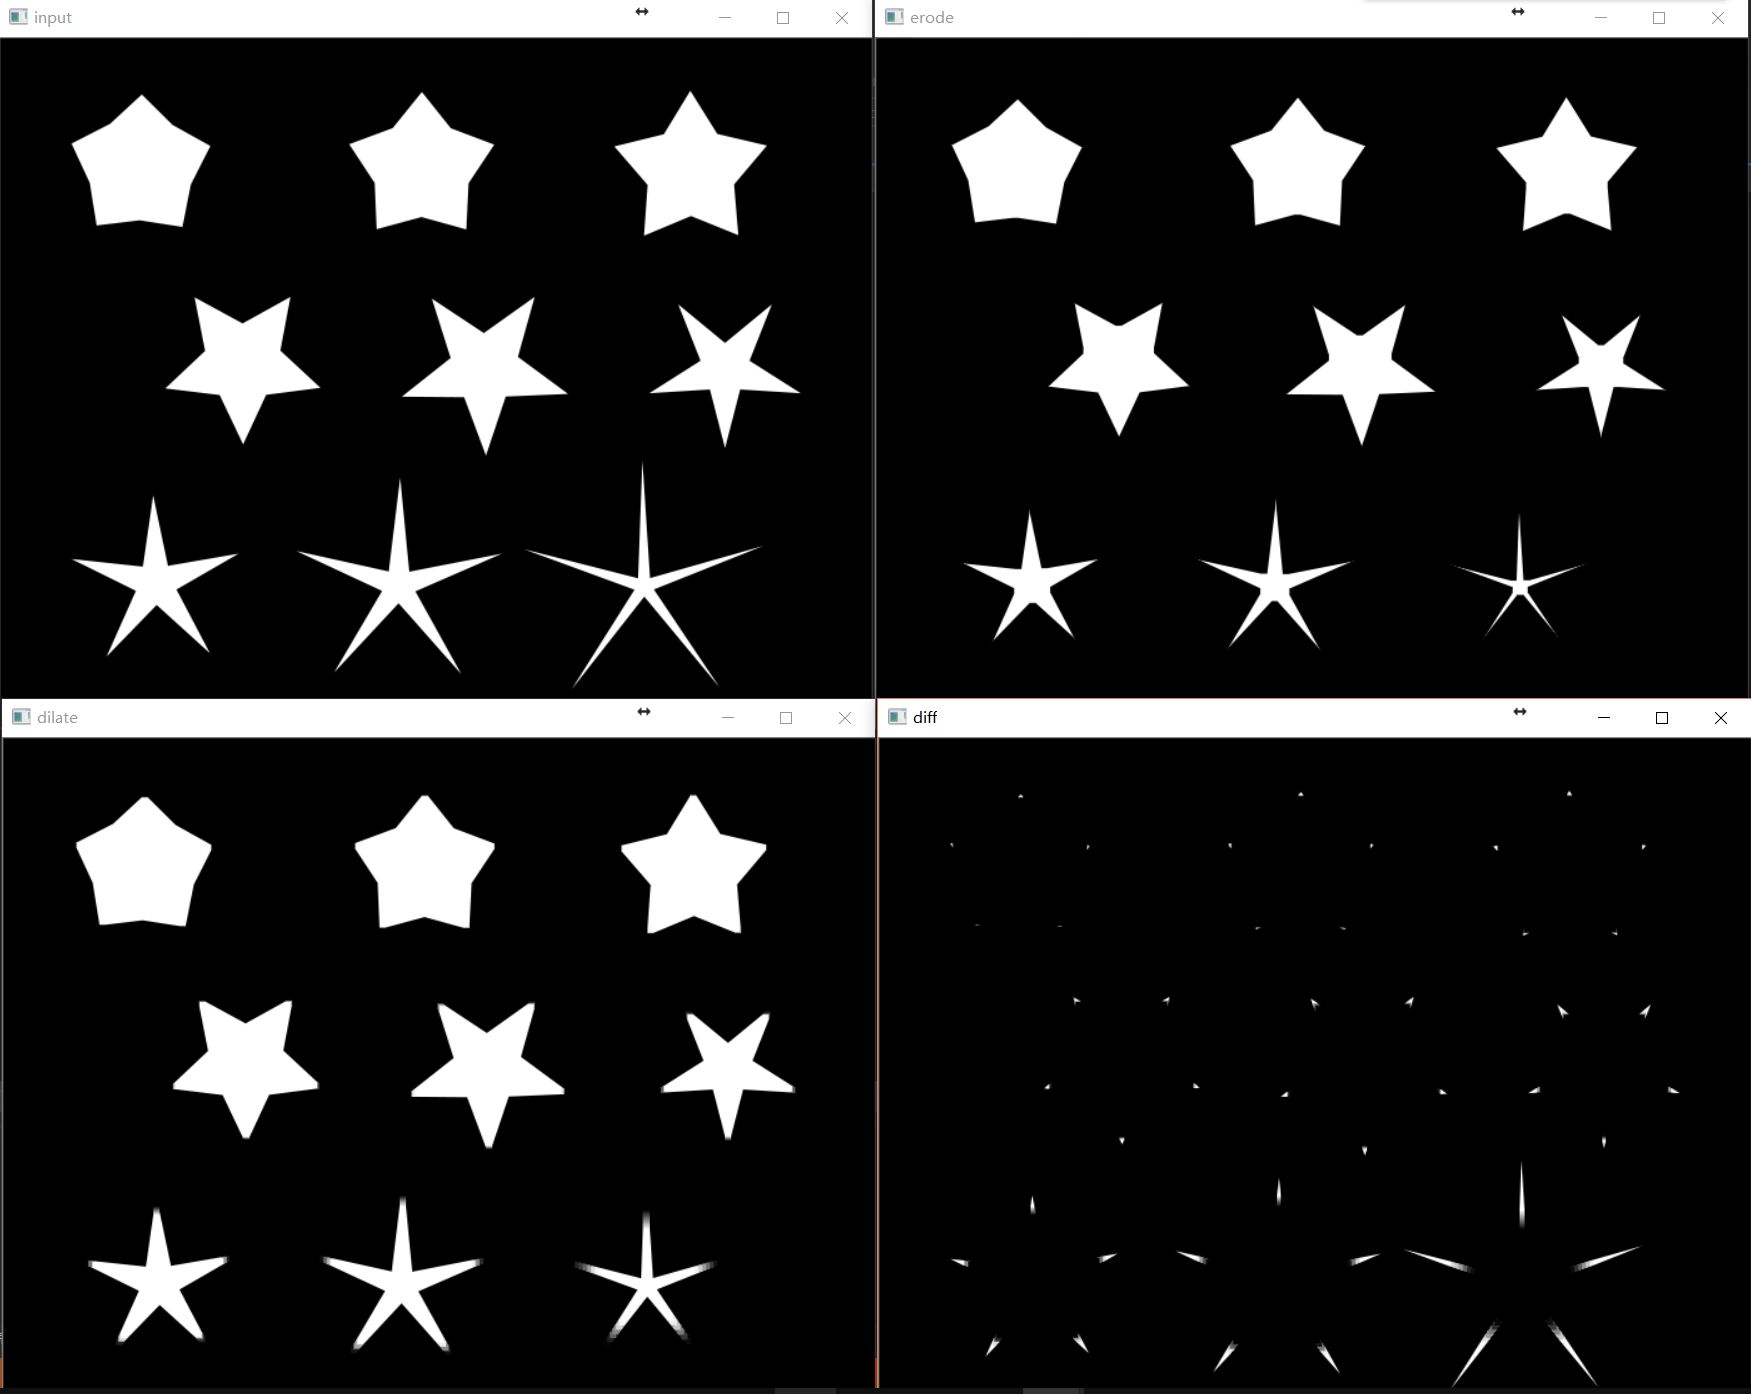 input
erode
dilate
diff